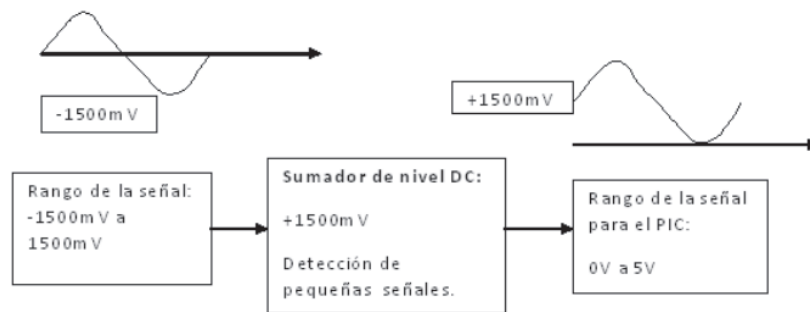 -1500mV
+1500mV
Rango de la señal:
-1500mV a
1500mV
Sumador de nivel DC:
+1500mV
Detección de
pequeñas señales.
Rango de la señal
para el PIC:
0V a 5V